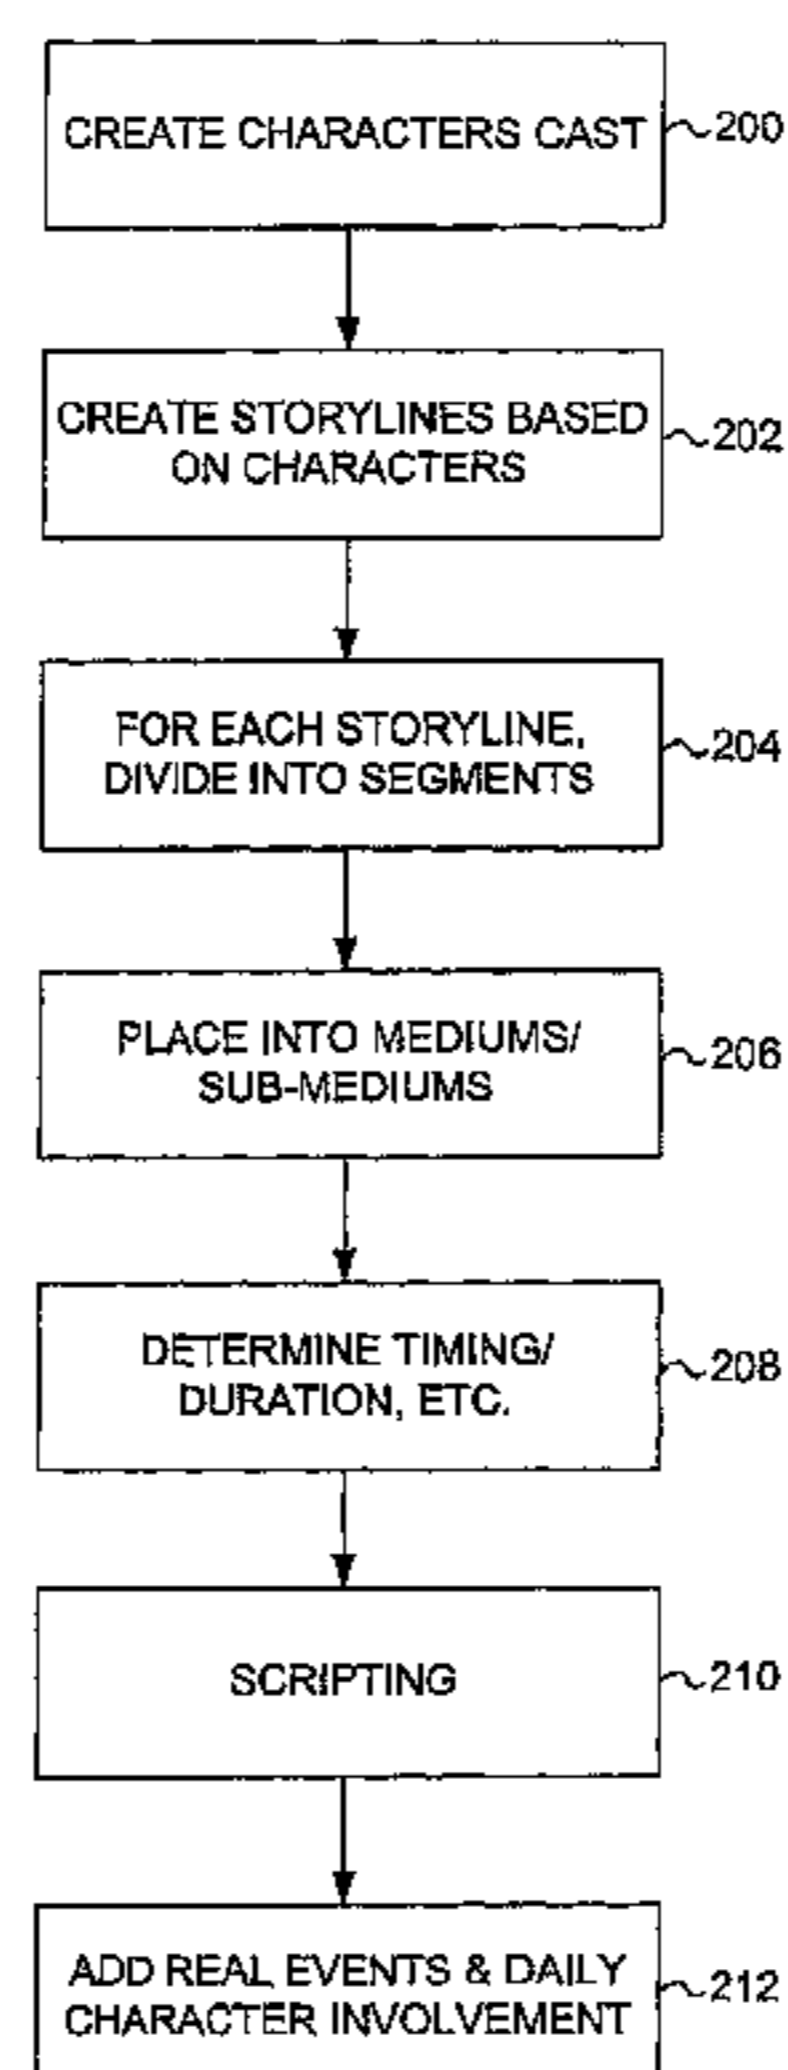 CREATE CHARACTERS CAST 200
CREATE STORYLINES BASED
ON CHARACTERS
202
FOR EACH STORYLINE,
DIVIDE INTO SEGMENTS
204
PLACE INTO MEDIUMS/
SUB-MEDIUMS
206
DETERMINE TIMING/
DURATION, ETC.
208
SCRIPTING 210
ADD REAL EVENTS & DAILY
CHARACTER INVOLVEMENT
212